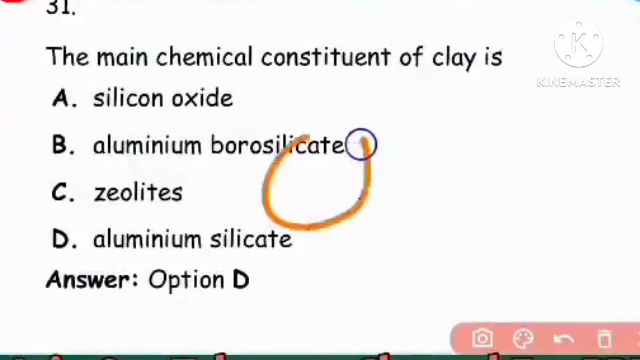 31.
The main chemical constituent of clay is
A. silicon oxide
B. aluminium borosilicate
C. zeolites
D. aluminium silicate
Answer: Option D
K
KINEMASTER